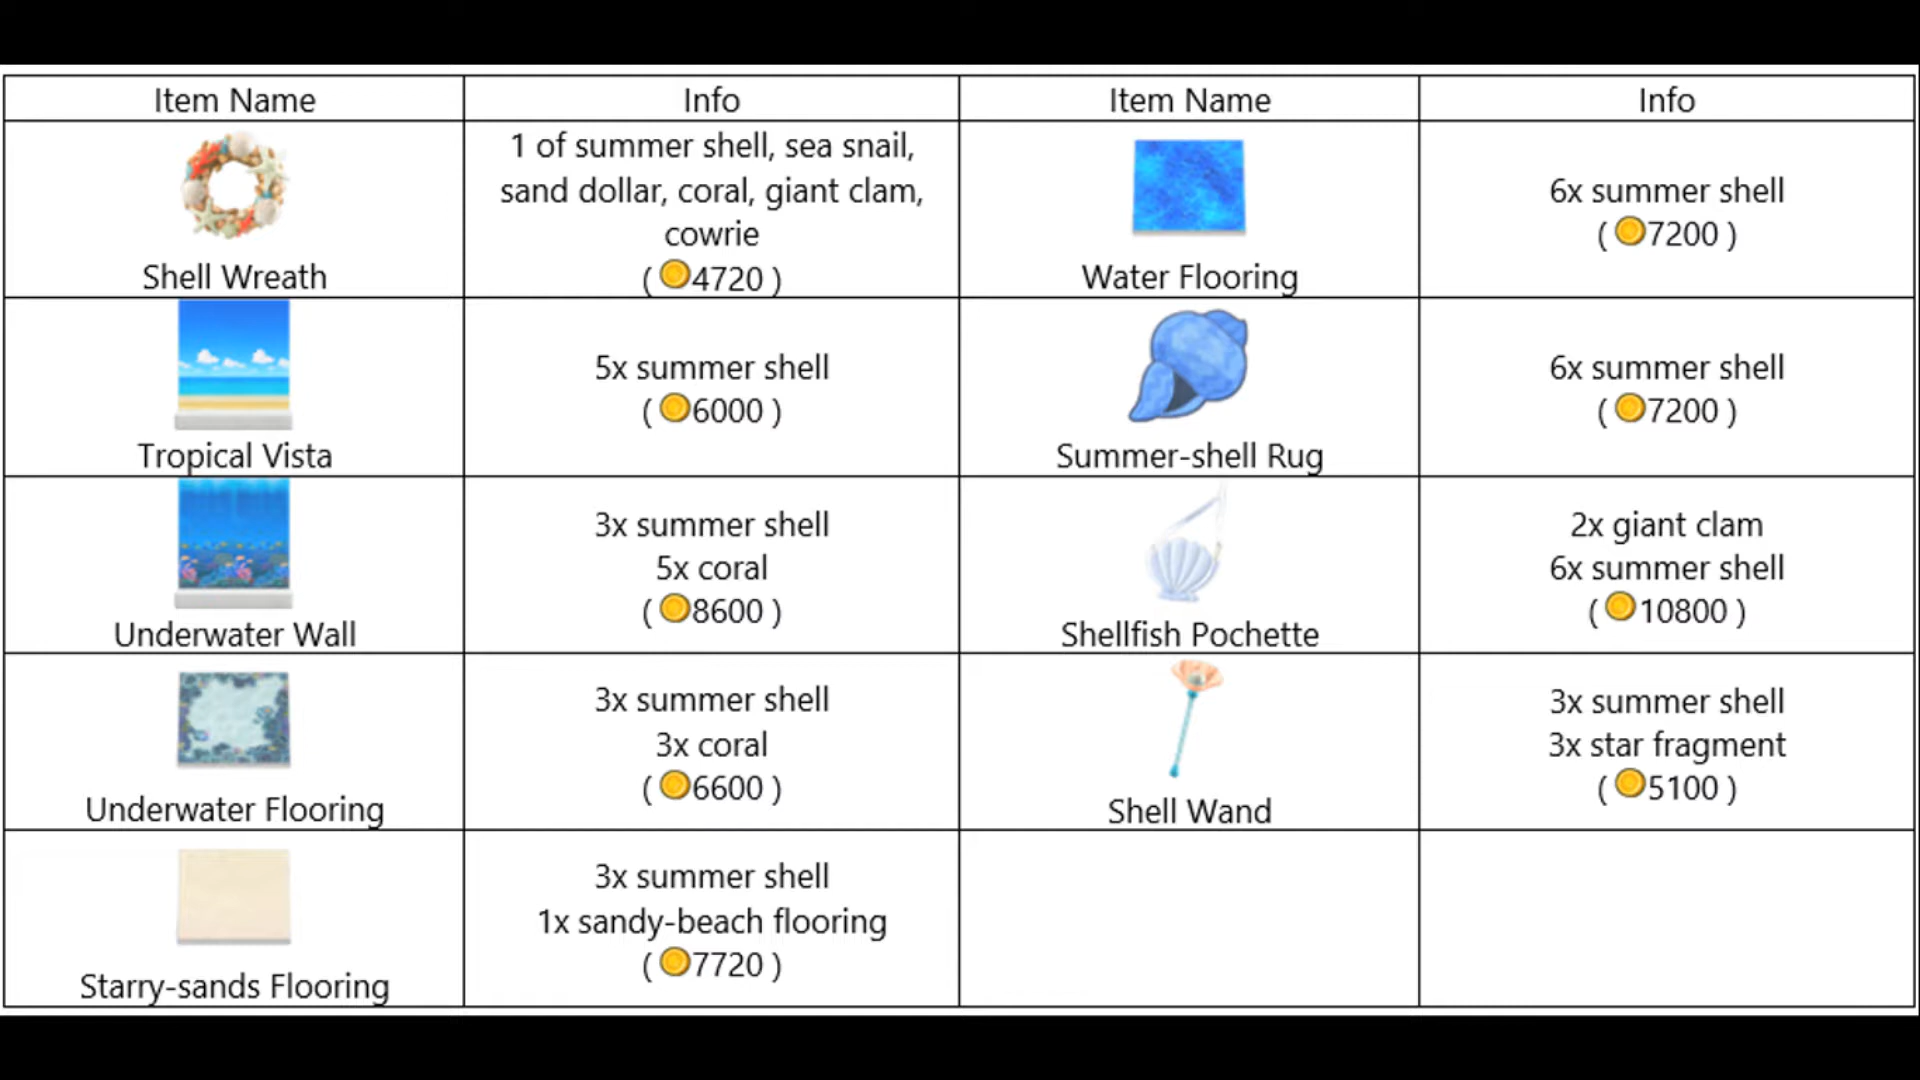 Item Name
Info
Item Name
Info
Shell Wreath
1 of summer shell, sea snail,
sand dollar, coral, giant clam,
cowrie
( 4720 )
Water Flooring
6x summer shell
( 7200 )
Tropical Vista
5x summer shell
( 6000 )
Summer-shell Rug
6x summer shell
( 7200 )
Underwater Wall
3x summer shell
5x coral
( 8600 )
Shellfish Pochette
2x giant clam
6x summer shell
( 10800 )
Underwater Flooring
3x summer shell
3x coral
( 6600 )
Shell Wand
3x summer shell
3x star fragment
( 5100 )
Starry-sands Flooring
3x summer shell
1x sandy-beach flooring
( 7720 )